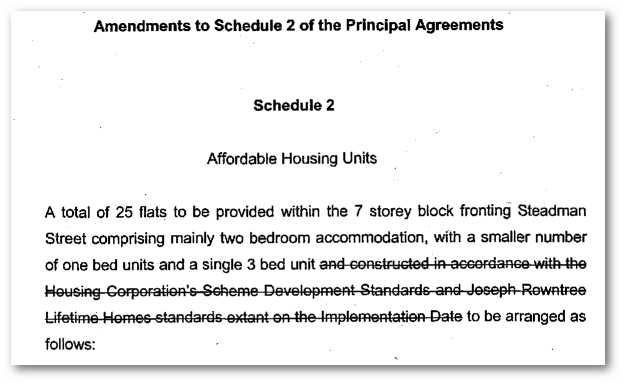 Amendments to Schedule 2 of the Principal Agreements
Schedule 2
Affordable Housing Units
A total of 25 flats to be provided within the 7 storey block fronting Steadman
Street comprising mainly two bedroom accommodation, with a smaller number
of one bed units and a single 3 bed unit and constructed in accordance with the
Housing Corporation's Scheme Development Standards and Joseph Rowntree
Lifetime Homes standards extant on the Implementation Date to be arranged as
follows: